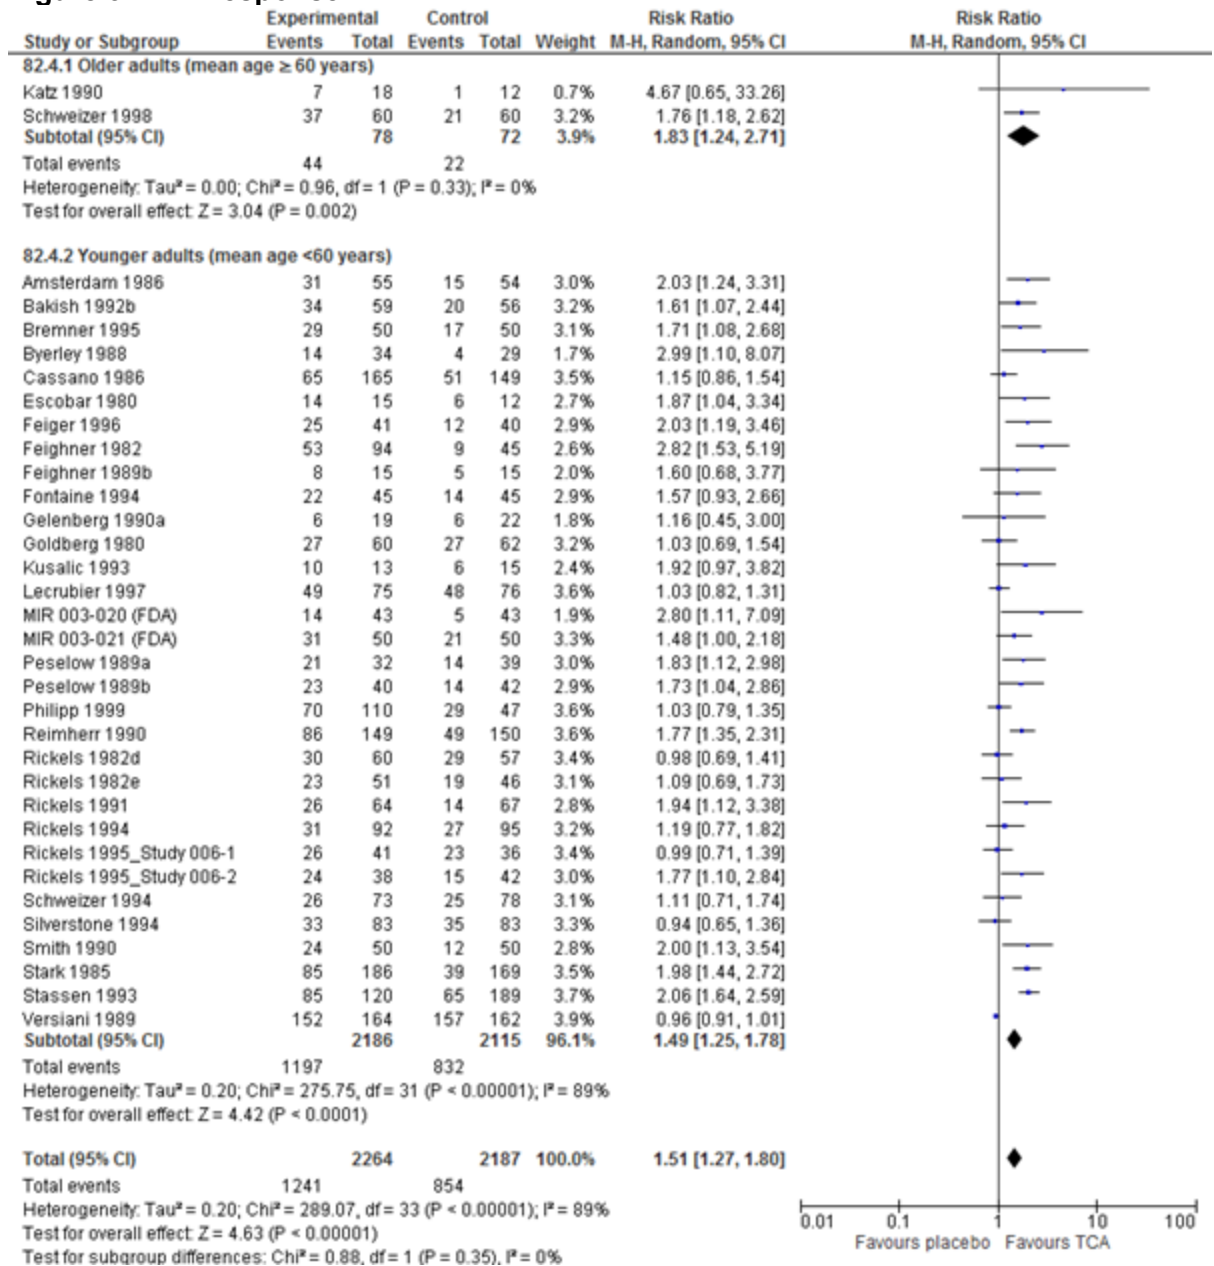 Experimental Control Risk Ratio Risk Ratio
Study or Subgroup Events Total Events Total Weight M-H, Random, 95% CI M-H, Random, 95% CI
82.4.1 Older adults (mean age ≥ 60 years)
Katz 1990 7 18 1 12 0.7% 4.67 [0.65, 33.26]
Schweizer 1998 37 60 21 60 3.2% 1.76 [1.18, 2.62]
Subtotal (95% CI) 78 72 3.9% 1.83 [1.24, 2.71]
Total events 44 22
Heterogeneity: Tau² = 0.00; Chi² = 0.96, df = 1 (P = 0.33); I² = 0%
Test for overall effect: Z = 3.04 (P = 0.002)
82.4.2 Younger adults (mean age <60 years)
Amsterdam 1986 31 55 15 54 3.0% 2.03 [1.24, 3.31]
Bakish 1992b 34 59 20 56 3.2% 1.61 [1.07, 2.44]
Bremner 1995 29 50 17 50 3.1% 1.71 [1.08, 2.68]
Byerley 1988 14 34 4 29 1.7% 2.99 [1.10, 8.07]
Cassano 1986 65 165 51 149 3.5% 1.15 [0.86, 1.54]
Escobar 1980 14 15 6 12 2.7% 1.87 [1.04, 3.34]
Feiger 1996 25 41 12 40 2.9% 2.03 [1.19, 3.46]
Feighner 1982 53 94 9 45 2.6% 2.82 [1.53, 5.19]
Feighner 1989b 8 15 5 15 2.0% 1.60 [0.68, 3.77]
Fontaine 1994 22 45 14 45 2.9% 1.57 [0.93, 2.66]
Gelenberg 1990a 6 19 6 22 1.8% 1.16 [0.45, 3.00]
Goldberg 1980 27 60 27 62 3.2% 1.03 [0.69, 1.54]
Kusalic 1993 10 13 6 15 2.4% 1.92 [0.97, 3.82]
Lecrubier 1997 49 75 48 76 3.6% 1.03 [0.82, 1.31]
MIR 003-020 (FDA) 14 43 5 43 1.9% 2.80 [1.11, 7.09]
MIR 003-021 (FDA) 31 50 21 50 3.3% 1.48 [1.00, 2.18]
Peselow 1989a 21 32 14 39 3.0% 1.83 [1.12, 2.98]
Peselow 1989b 23 40 14 42 2.9% 1.73 [1.04, 2.86]
Philipp 1999 70 110 29 47 3.6% 1.03 [0.79, 1.35]
Reimherr 1990 86 149 49 150 3.6% 1.77 [1.35, 2.31]
Rickels 1982d 30 60 29 57 3.3% 0.98 [0.69, 1.41]
Rickels 1982e 23 51 19 46 3.1% 1.09 [0.69, 1.73]
Rickels 1991 26 64 14 67 2.8% 1.94 [1.12, 3.38]
Rickels 1994 31 92 27 95 3.2% 1.19 [0.77, 1.82]
Rickels 1995_Study 006-1 26 41 23 36 3.4% 0.99 [0.71, 1.39]
Rickels 1995_Study 006-2 24 38 15 42 3.0% 1.77 [1.10, 2.84]
Schweizer 1994 26 73 25 78 3.1% 1.11 [0.71, 1.74]
Silverstone 1994 33 83 35 83 3.3% 0.94 [0.65, 1.36]
Smith 1990 24 50 12 50 2.8% 2.00 [1.13, 3.54]
Stark 1985 85 186 39 169 3.5% 1.98 [1.44, 2.72]
Stassen 1993 85 120 65 189 3.7% 2.06 [1.64, 2.59]
Versiani 1989 152 164 157 162 3.9% 0.96 [0.91, 1.01]
Subtotal (95% CI) 2186 2115 96.1% 1.49 [1.25, 1.78]
Total events 1197 832
Heterogeneity: Tau² = 0.20; Chi² = 275.75, df = 31 (P < 0.00001); I² = 89%
Test for overall effect: Z = 4.42 (P < 0.0001)
Total (95% CI) 2264 2187 100.0% 1.51 [1.27, 1.80]
Total events 1241 854
Heterogeneity: Tau² = 0.20; Chi² = 289.07, df = 33 (P < 0.00001); I² = 89%
Test for overall effect: Z = 4.63 (P < 0.00001)
Test for subgroup differences: Chi² = 0.88, df = 1 (P = 0.35), I² = 0%
0.01 0.1 1 10 100
Favours placebo Favours TCA